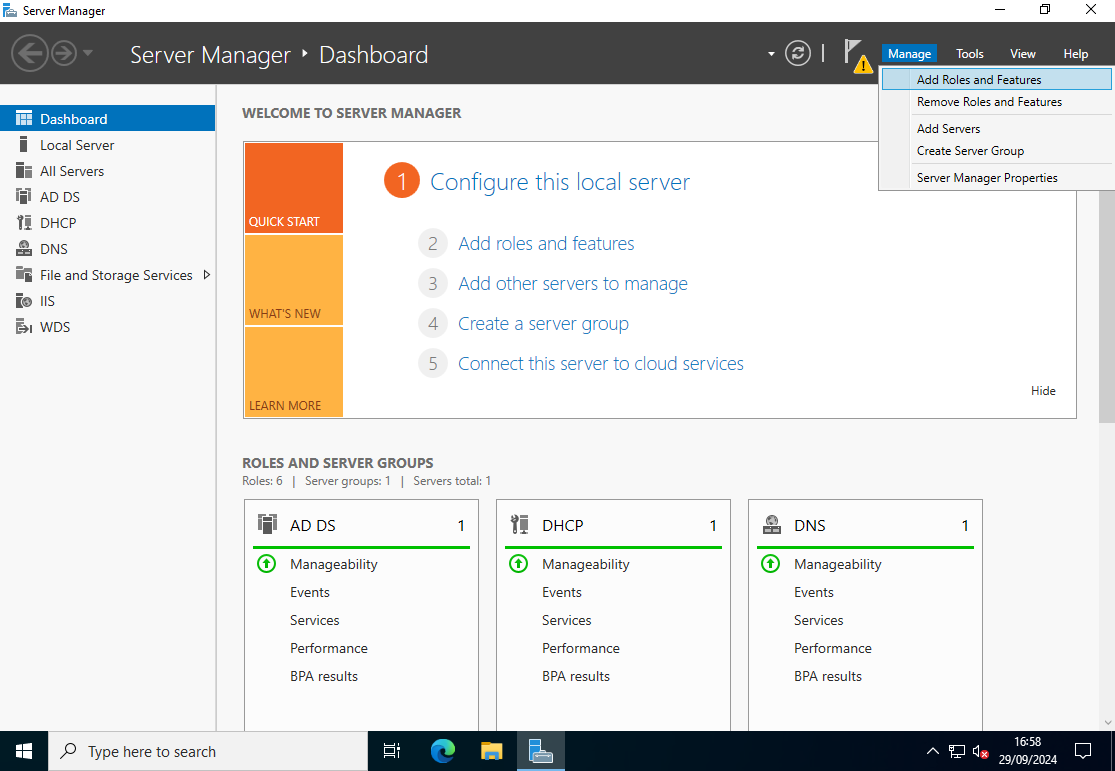 Server Manager
Server Manager ‣ Dashboard
Manage Tools View Help
Add Roles and Features
Remove Roles and Features
Add Servers
Create Server Group
Server Manager Properties
Dashboard
Local Server
All Servers
AD DS
DHCP
DNS
File and Storage Services
IIS
WDS
WELCOME TO SERVER MANAGER
QUICK START
WHAT'S NEW
LEARN MORE
1 Configure this local server
2 Add roles and features
3 Add other servers to manage
4 Create a server group
5 Connect this server to cloud services
Hide
ROLES AND SERVER GROUPS
Roles: 6 | Server groups: 1 | Servers total: 1
AD DS 1
Manageability
Events
Services
Performance
BPA results
DHCP 1
Manageability
Events
Services
Performance
BPA results
DNS 1
Manageability
Events
Services
Performance
BPA results
Type here to search
16:58
29/09/2024